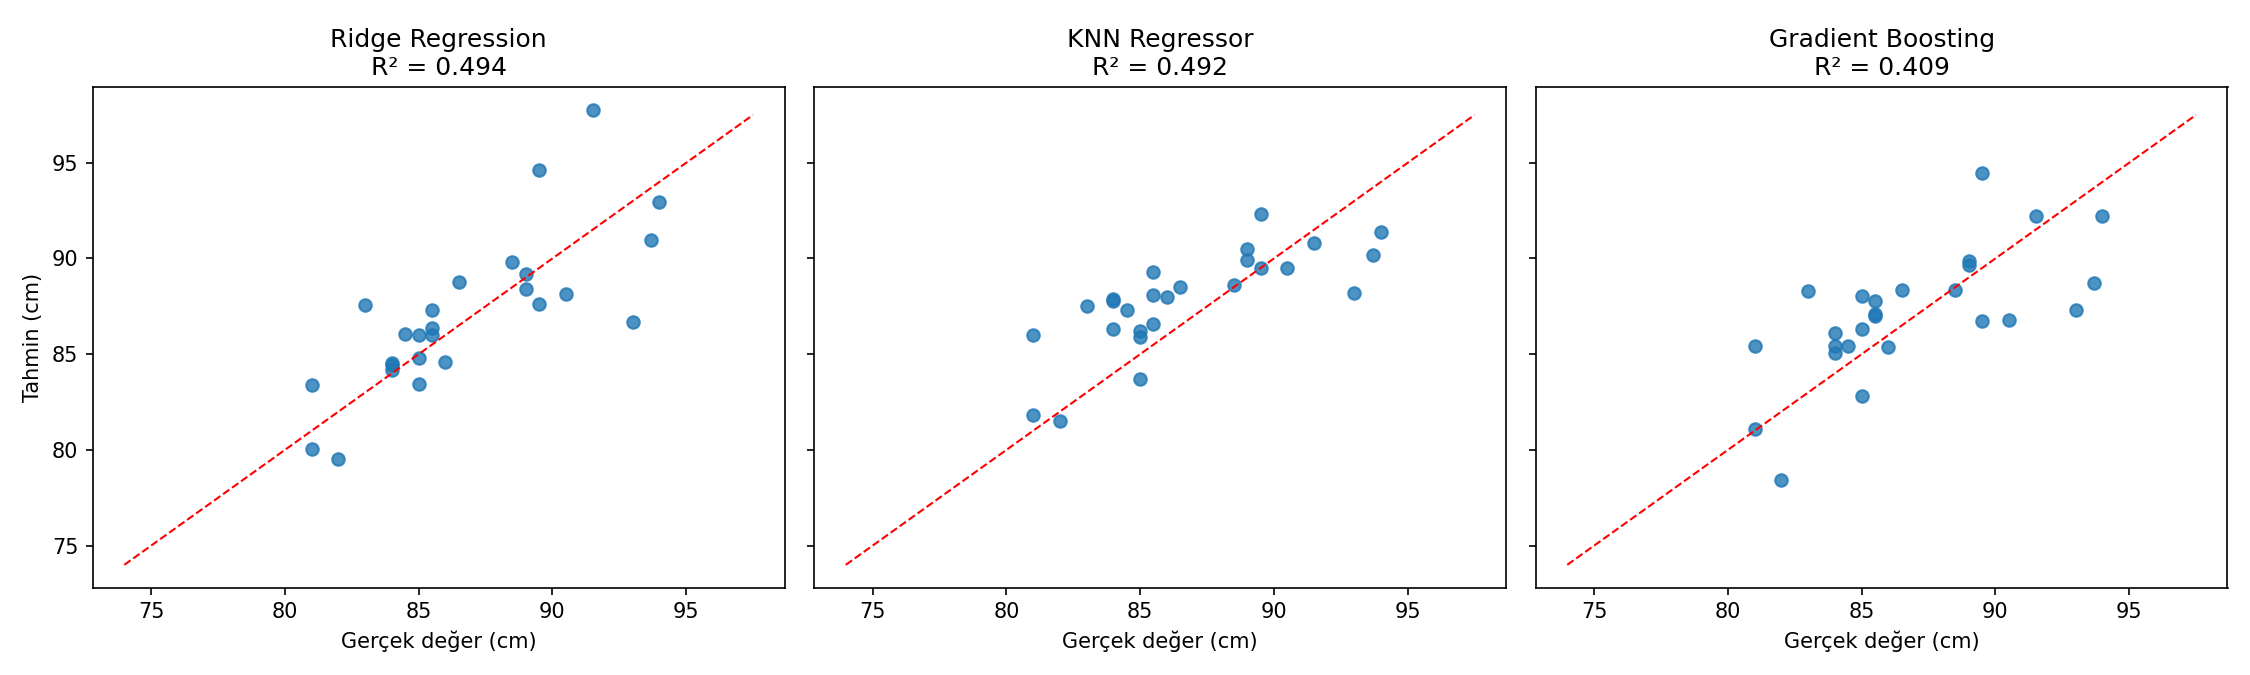 Ridge Regression
R² = 0.494
KNN Regressor
R² = 0.492
Gradient Boosting
R² = 0.409
Tahmin (cm)
95
90
85
80
75
75 80 85 90 95
75 80 85 90 95
75 80 85 90 95
Gerçek değer (cm)
Gerçek değer (cm)
Gerçek değer (cm)